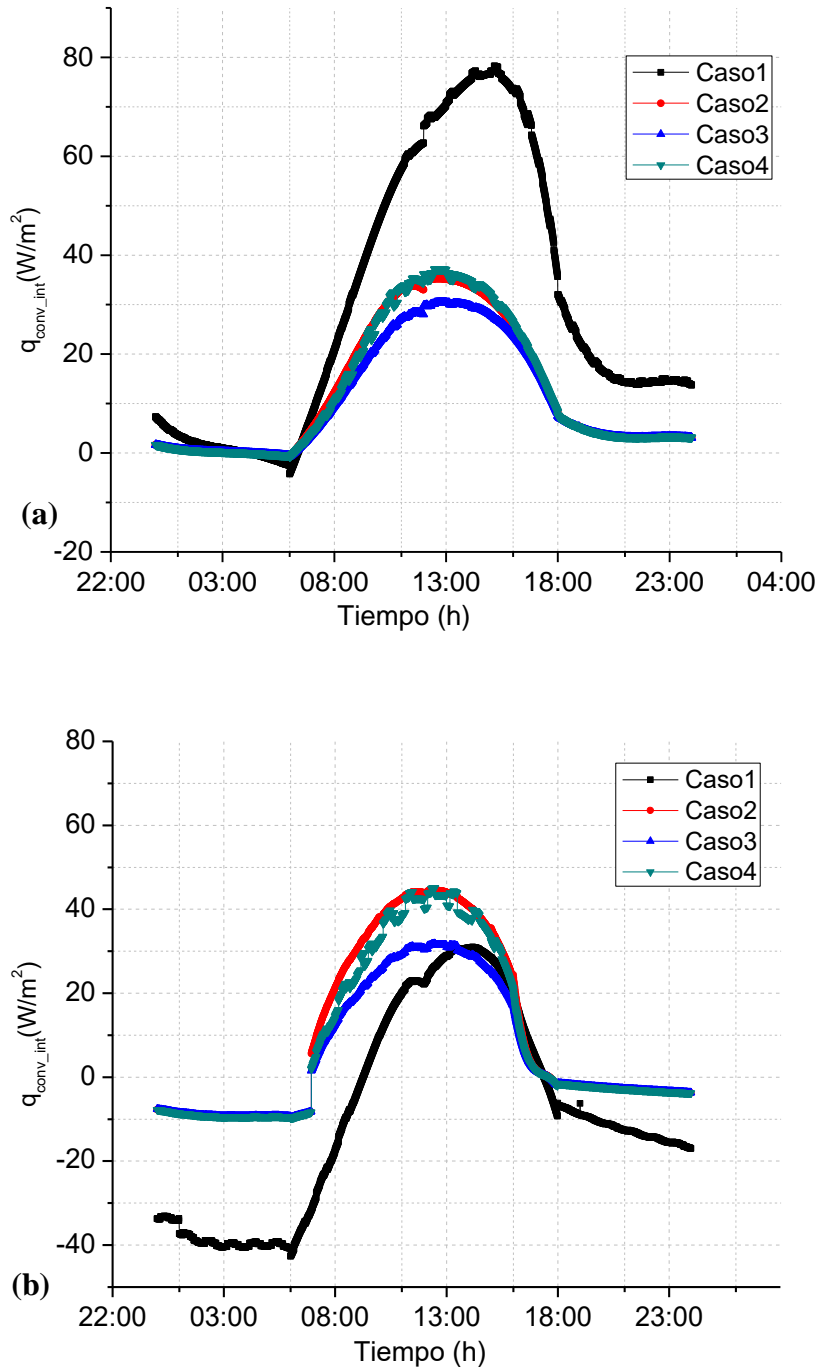 80
60
40
20
0
-20
q_conv_int(W/m²)
Caso1
Caso2
Caso3
Caso4
(a)
22:00 03:00 08:00 13:00 18:00 23:00 04:00
Tiempo (h)
80
60
40
20
0
-20
-40
q_conv_int(W/m²)
Caso1
Caso2
Caso3
Caso4
(b)
22:00 03:00 08:00 13:00 18:00 23:00
Tiempo (h)